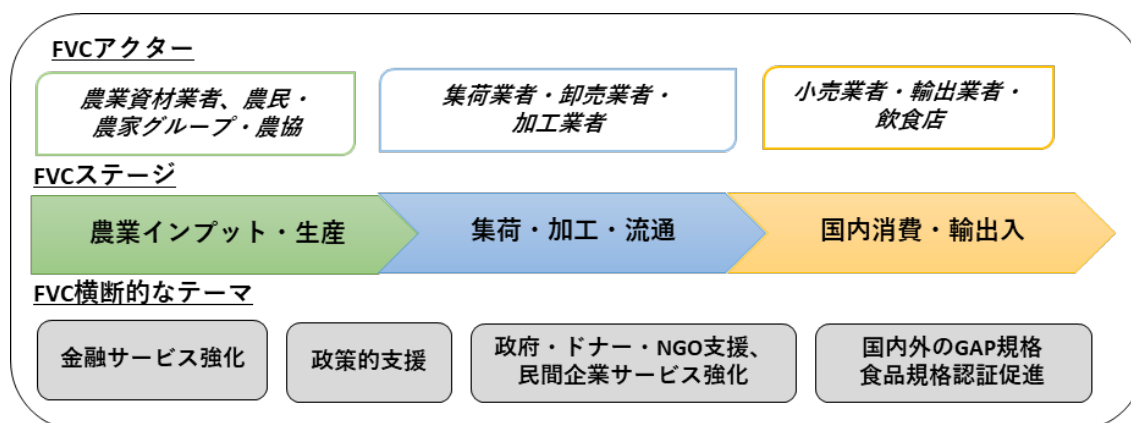 FVCアクター
農業資材業者、農民・
農家グループ・農協
集荷業者・卸売業者・
加工業者
小売業者・輸出業者・
飲食店
FVCステージ
農業インプット・生産
集荷・加工・流通
国内消費・輸出入
FVC横断的なテーマ
金融サービス強化
政策的支援
政府・ドナー・NGO支援、
民間企業サービス強化
国内外のGAP規格
食品規格認証促進